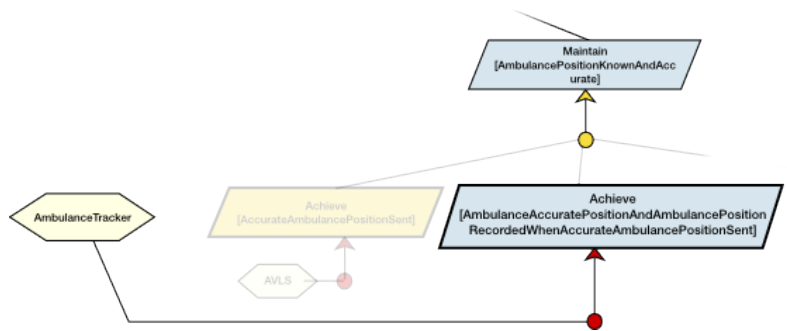 Maintain
[AmbulancePositionKnownAndAcc
urate]
Achieve
[AccurateAmbulancePositionSent]
Achieve
[AmbulanceAccuratePositionAndAmbulancePosition
RecordedWhenAccurateAmbulancePositionSent]
AmbulanceTracker
AVLS